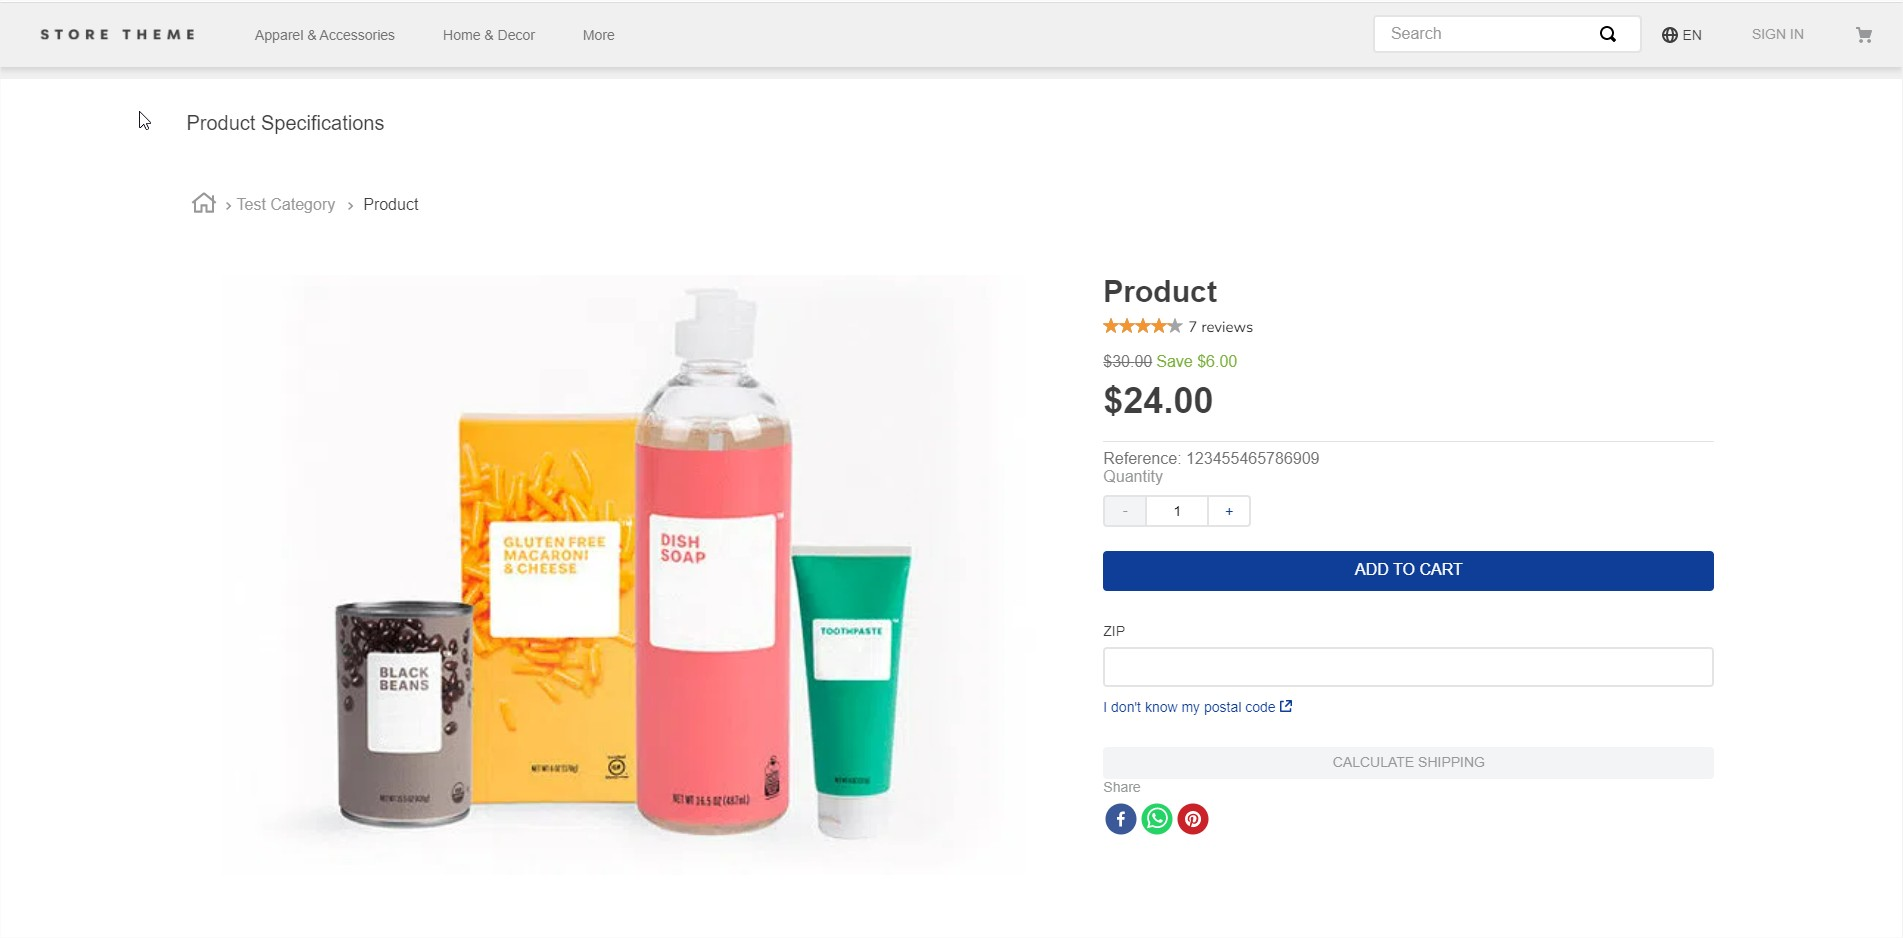 STORE THEME
Apparel & Accessories
Home & Decor
More
Search
EN
SIGN IN
Product Specifications
Test Category
Product
Product
7 reviews
$30.00 Save $6.00
$24.00
Reference: 123455465786909
Quantity
- 1 +
ADD TO CART
ZIP
I don't know my postal code
CALCULATE SHIPPING
Share
GLUTEN FREE
MACARONI
& CHEESE
DISH
SOAP
TM
TOOTHPASTE
BLACK
BEANS
NET WT 16.5 OZ (487mL)